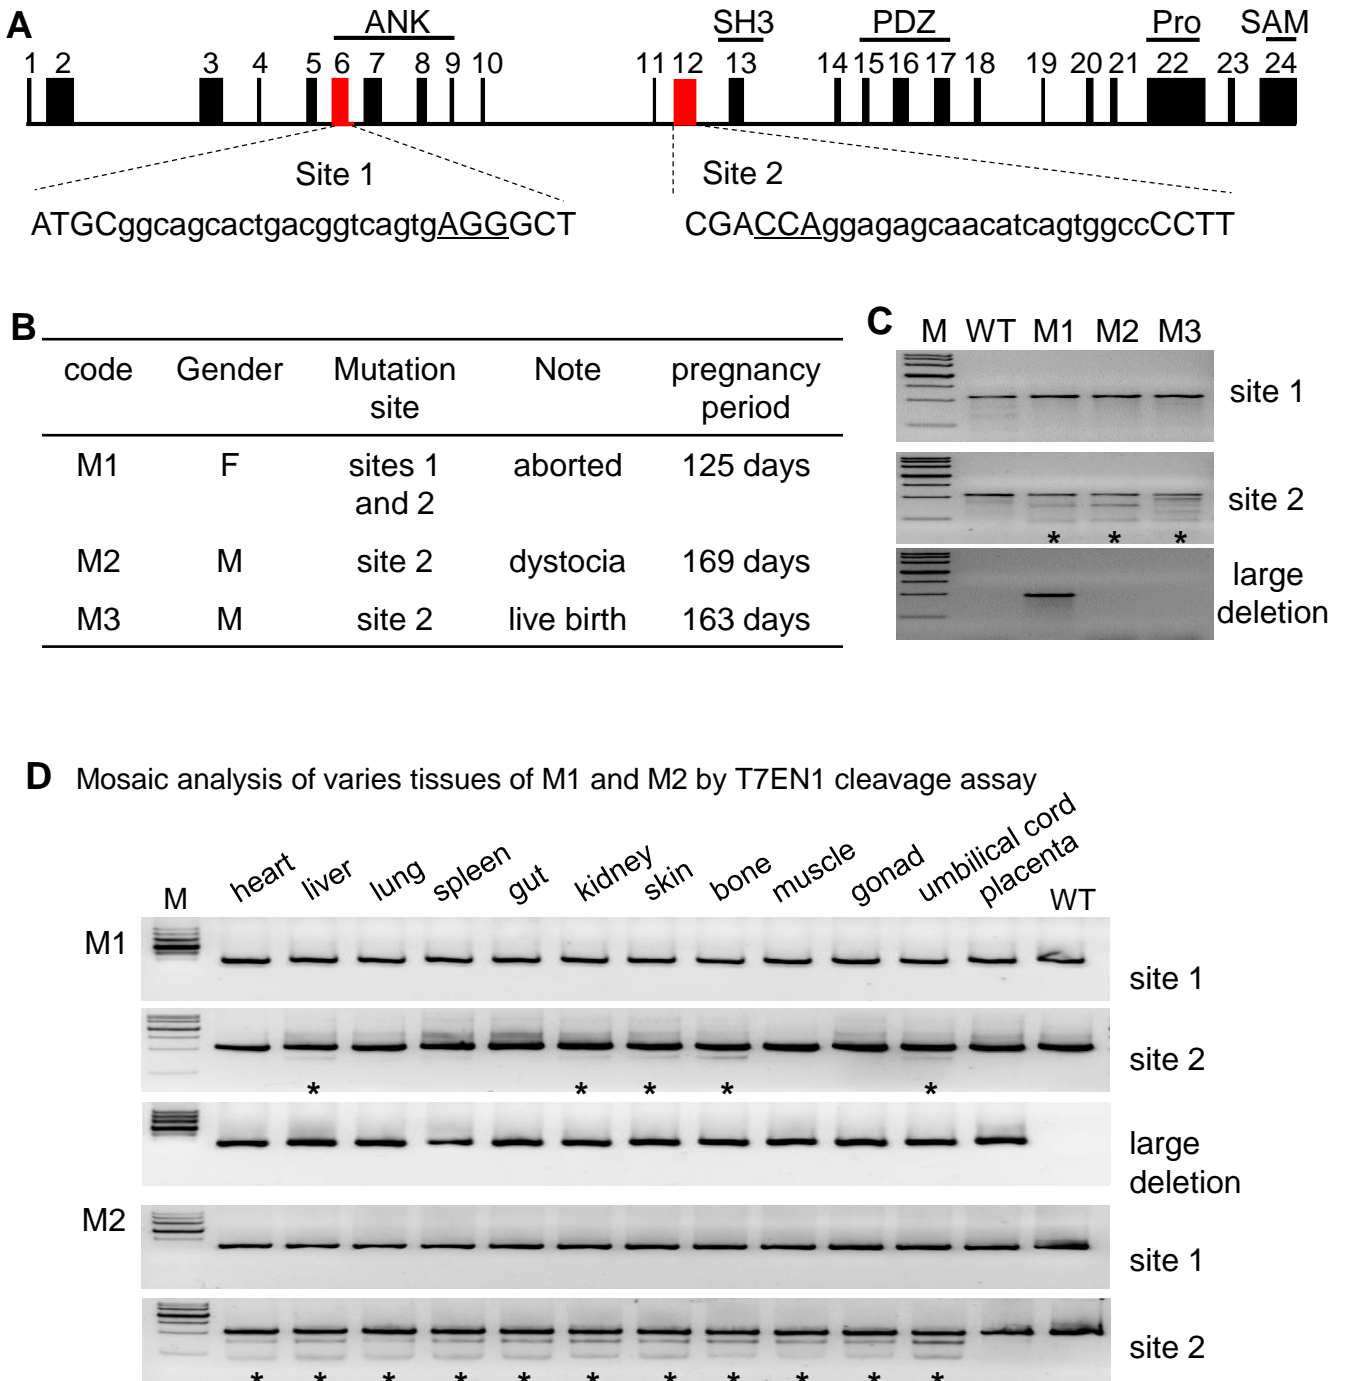 A
ANK SH3 PDZ Pro SAM
1 2 3 4 5 6 7 8 9 10 11 12 13 14 15 16 17 18 19 20 21 22 23 24
Site 1 Site 2
ATGCggcagcactgacggtcagtgAGGGCT CGACCCAggagagcaacatcagtggccCCTT
B
code Gender Mutation site Note pregnancy period
M1 F sites 1 and 2 aborted 125 days
M2 M site 2 dystocia 169 days
M3 M site 2 live birth 163 days
C
M WT M1 M2 M3
site 1
site 2
* * *
large
deletion
D Mosaic analysis of varies tissues of M1 and M2 by T7EN1 cleavage assay
M heart liver lung spleen gut kidney skin bone muscle gonad umbilical cord placenta WT
M1
site 1
site 2
* * * * *
large
deletion
M2
site 1
site 2
* * * * * * * * * * *